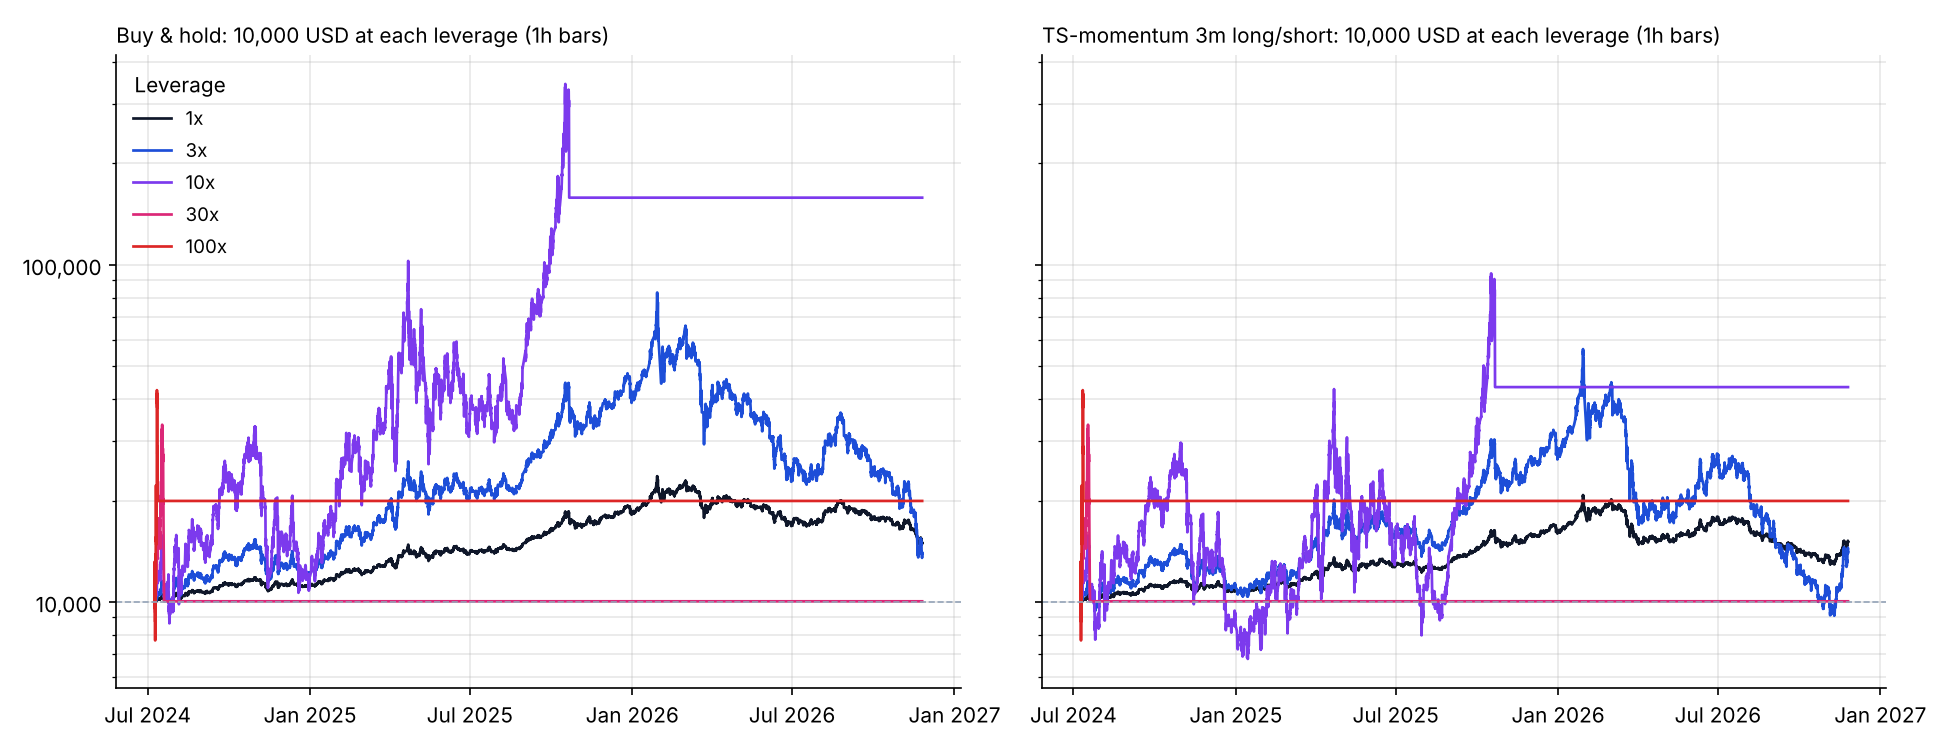 Buy & hold: 10,000 USD at each leverage (1h bars)
Leverage
1x
3x
10x
30x
100x
100,000
10,000
Jul 2024 Jan 2025 Jul 2025 Jan 2026 Jul 2026 Jan 2027
TS-momentum 3m long/short: 10,000 USD at each leverage (1h bars)
Jul 2024 Jan 2025 Jul 2025 Jan 2026 Jul 2026 Jan 2027